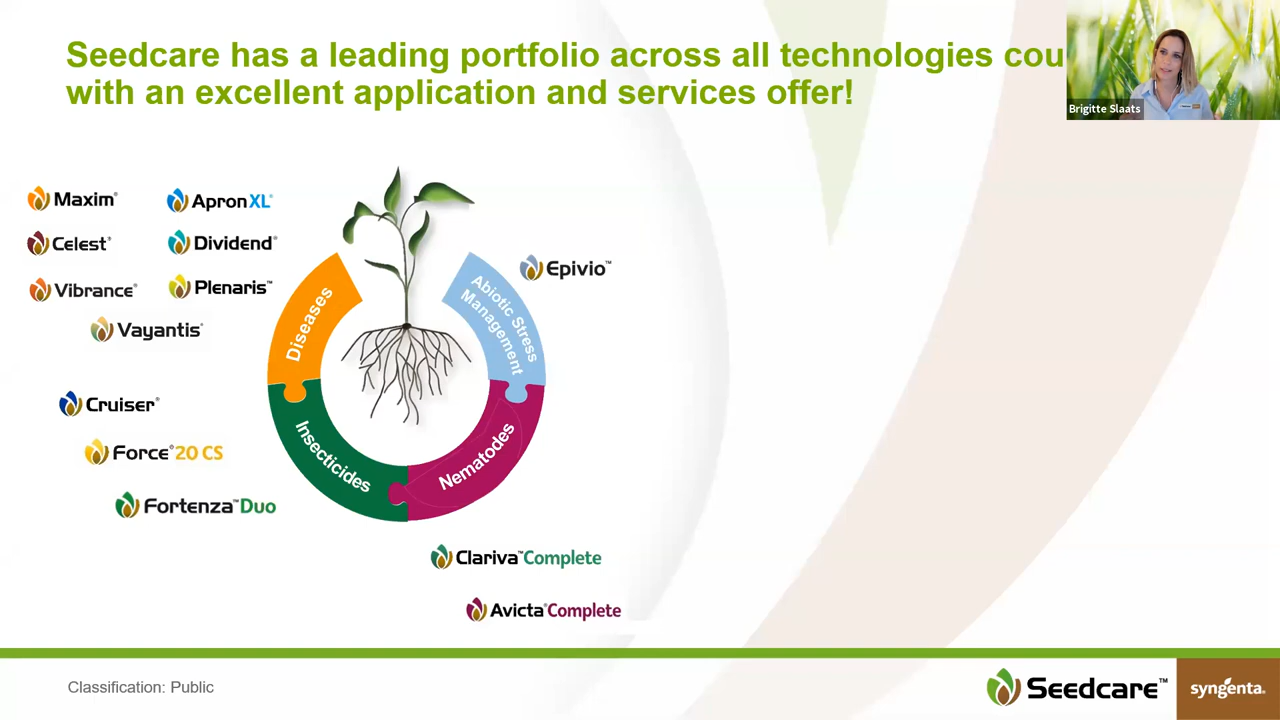 Seedcare has a leading portfolio across all technologies cou
with an excellent application and services offer!
Brigitte Slaats
Maxim®
Apron XL®
Celest®
Dividend®
Vibrance®
Plenaris™
Vayantis®
Cruiser®
Force® 20 CS
Fortenza™ Duo
Diseases
Insecticides
Nematodes
Abiotic Stress
Management
Epivio™
Clariva™ Complete
Avicta® Complete
Classification: Public
Seedcare™
syngenta®